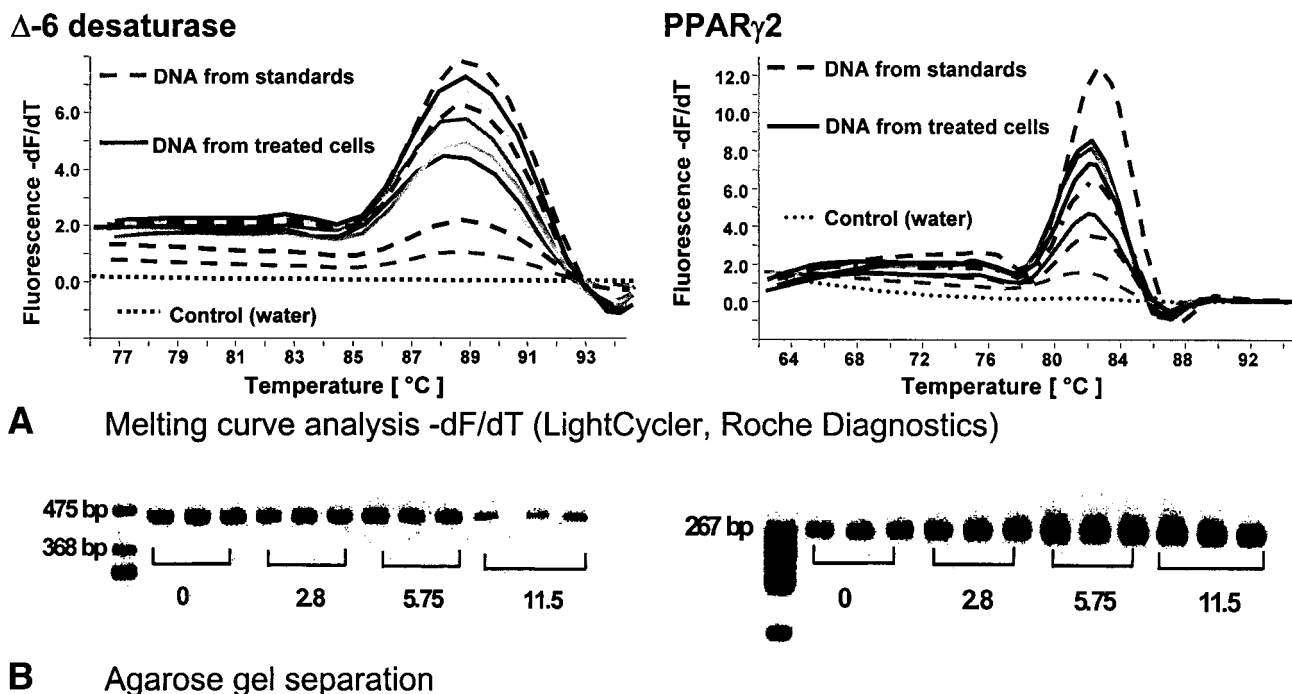 Δ-6 desaturase
DNA from standards
DNA from treated cells
Control (water)
Fluorescence -dF/dT
6.0
4.0
2.0
0.0
77 79 81 83 85 87 89 91 93
Temperature [ °C ]
PPARγ2
DNA from standards
DNA from treated cells
Control (water)
Fluorescence -dF/dT
12.0
10.0
8.0
6.0
4.0
2.0
0.0
64 68 72 76 80 84 88 92
Temperature [ °C ]
A Melting curve analysis -dF/dT (LightCycler, Roche Diagnostics)
475 bp
368 bp
0 2.8 5.75 11.5
267 bp
0 2.8 5.75 11.5
B Agarose gel separation